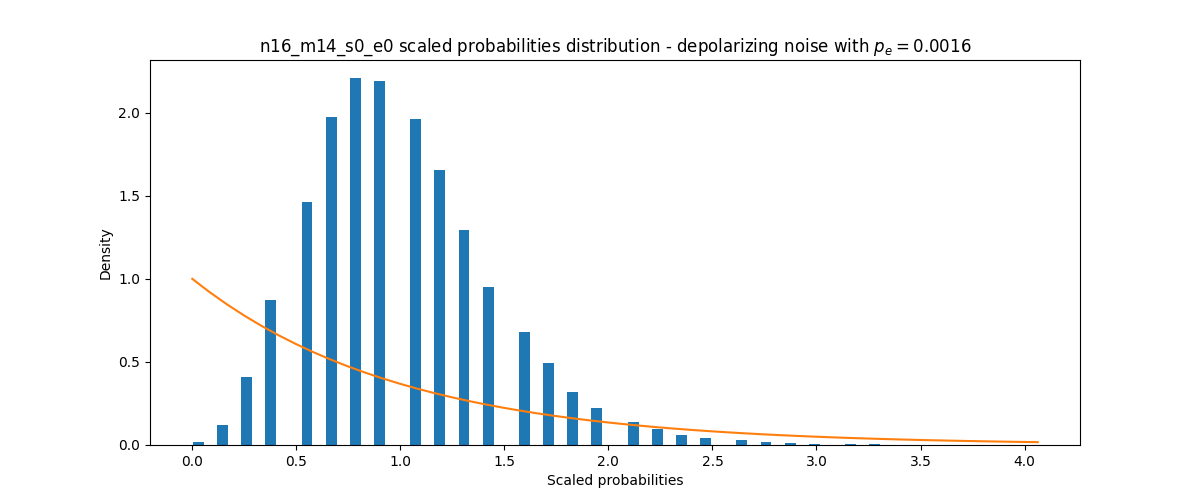 n16_m14_s0_e0 scaled probabilities distribution - depolarizing noise with $p_e = 0.0016$
2.0
1.5
1.0
0.5
0.0
Density
0.0 0.5 1.0 1.5 2.0 2.5 3.0 3.5 4.0
Scaled probabilities